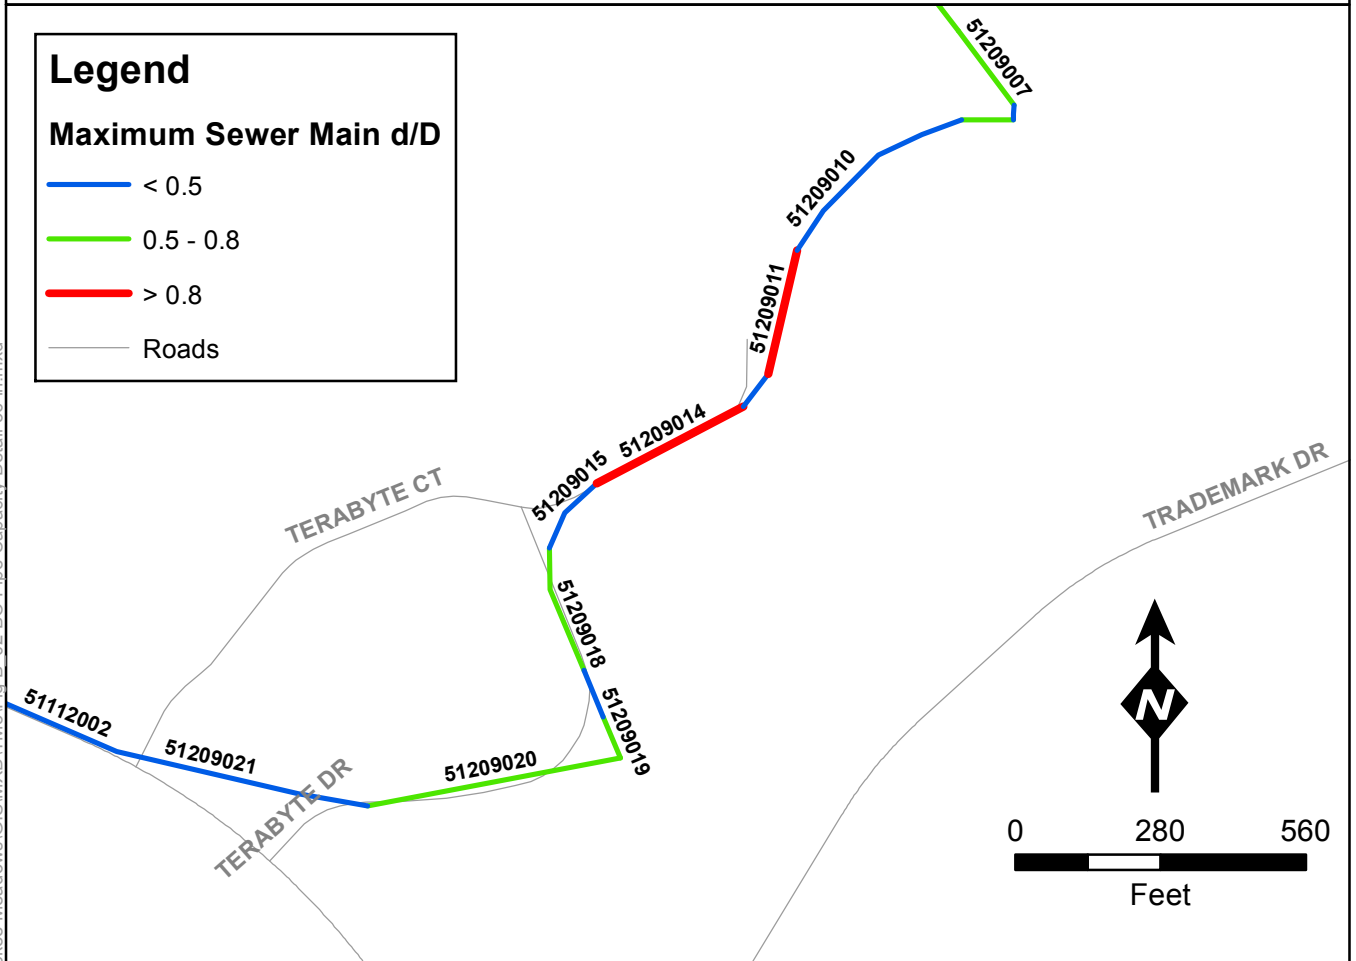 Legend
Maximum Sewer Main d/D
< 0.5
0.5 - 0.8
> 0.8
Roads
51209007
51209010
51209011
51209014
51209015
TERABYTE CT
TRADEMARK DR
51209018
51209019
51112002
51209021
51209020
TERABYTE DR
N
0 280 560
Feet